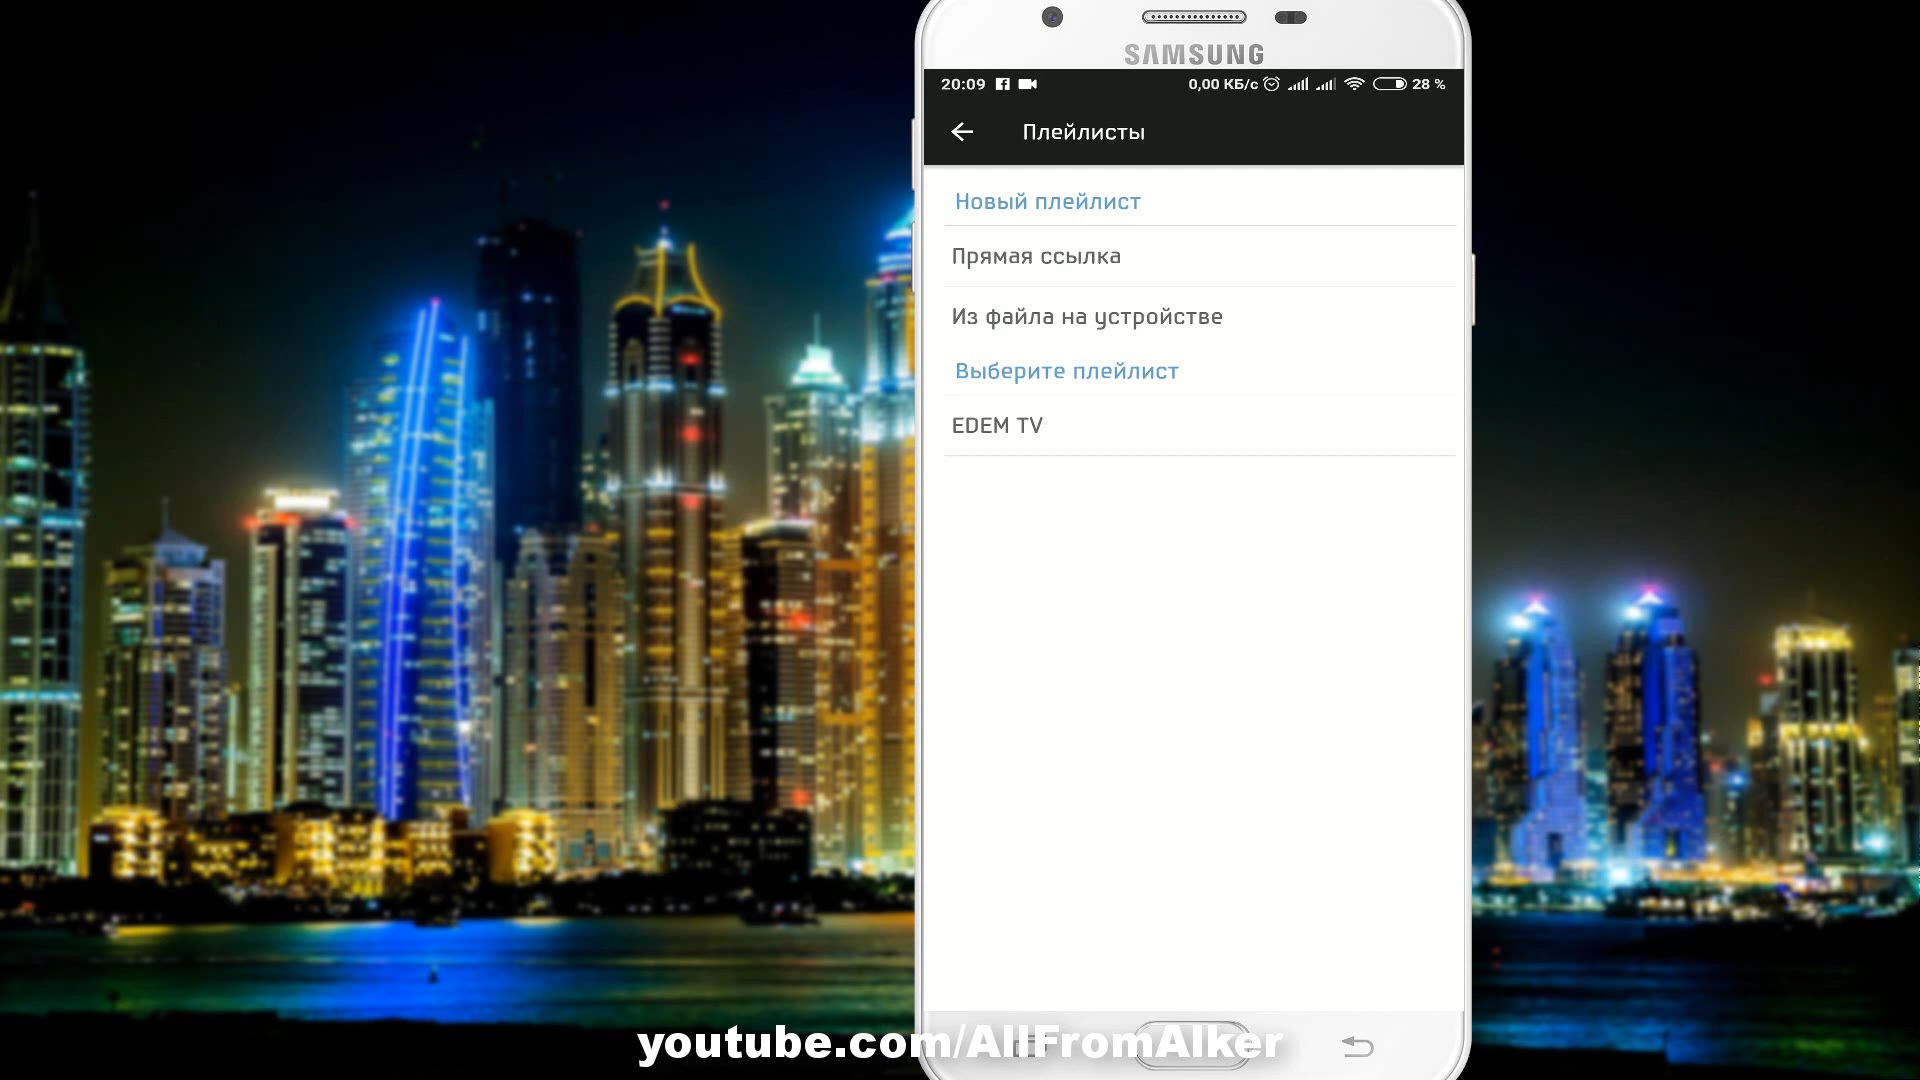 SAMSUNG
20:09 0,00 КБ/с 28 %
Плейлисты
Новый плейлист
Прямая ссылка
Из файла на устройстве
Выберите плейлист
EDEM TV
youtube.com/AllFromAlker